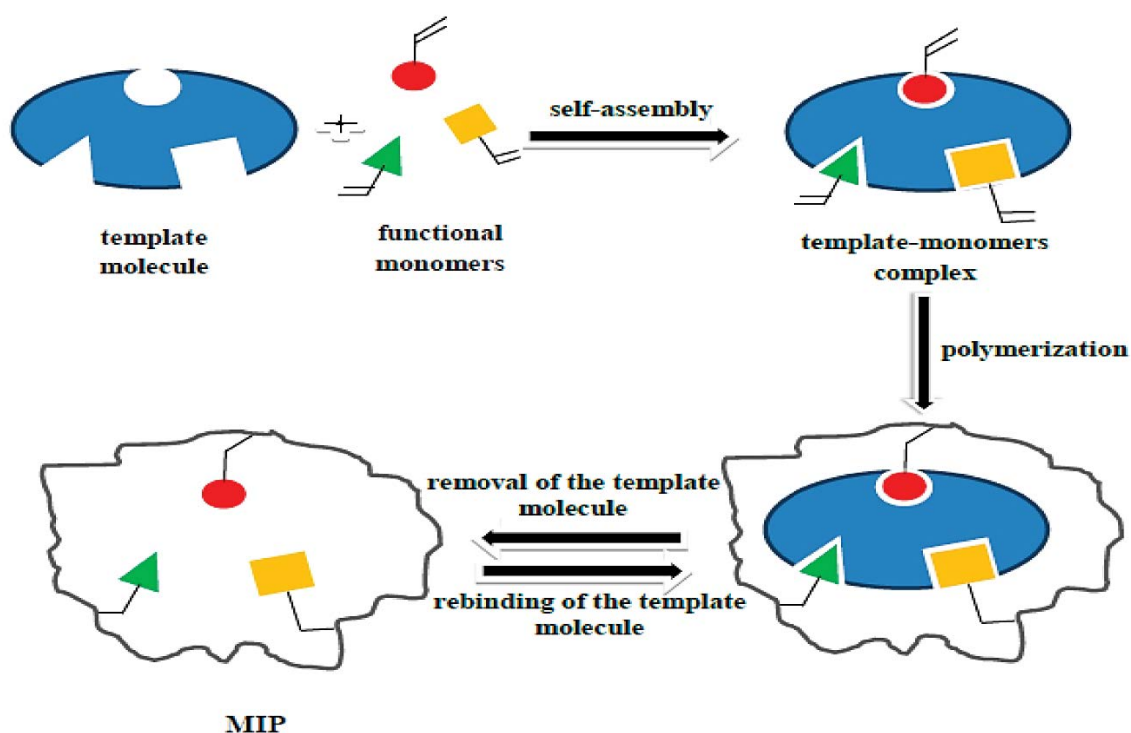 self-assembly
template
molecule
functional
monomers
template-monomers
complex
polymerization
removal of the template
molecule
rebinding of the template
molecule
MIP